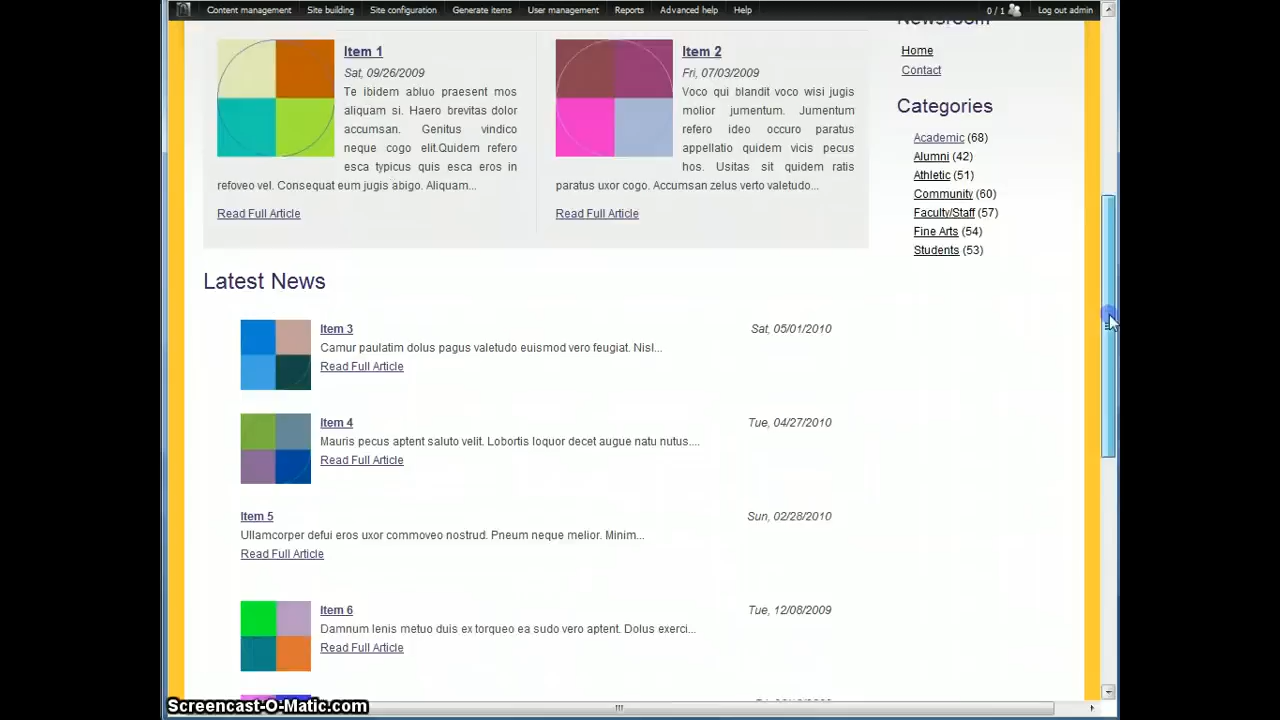 Content management Site building Site configuration Generate items User management Reports Advanced help Help 0 / 1 Log out admin
Newsroom
Home
Contact
Categories
Academic (68)
Alumni (42)
Athletic (51)
Community (60)
Faculty/Staff (57)
Fine Arts (54)
Students (53)
Item 1
Sat, 09/26/2009
Te ibidem abluo praesent mos
aliquam si. Haero brevitas dolor
accumsan. Genitus vindico
neque cogo elit.Quidem refero
esca typicus quis esca eros in
refoveo vel. Consequat eum jugis abigo. Aliquam...
Read Full Article
Item 2
Fri, 07/03/2009
Voco qui blandit voco wisi jugis
molior jumentum. Jumentum
refero ideo occuro paratus
appellatio quidem vicis pecus
hos. Usitas sit quidem ratis
paratus uxor cogo. Accumsan zelus verto valetudo...
Read Full Article
Latest News
Item 3 Sat, 05/01/2010
Camur paulatim dolus pagus valetudo euismod vero feugiat. Nisl...
Read Full Article
Item 4 Tue, 04/27/2010
Mauris pecus aptent saluto velit. Lobortis loquor decet augue natu nutus....
Read Full Article
Item 5 Sun, 02/28/2010
Ullamcorper defui eros uxor commoveo nostrud. Pneum neque melior. Minim...
Read Full Article
Item 6 Tue, 12/08/2009
Damnum lenis metuo duis ex torqueo ea sudo vero aptent. Dolus exerci...
Read Full Article
Screencast-O-Matic.com